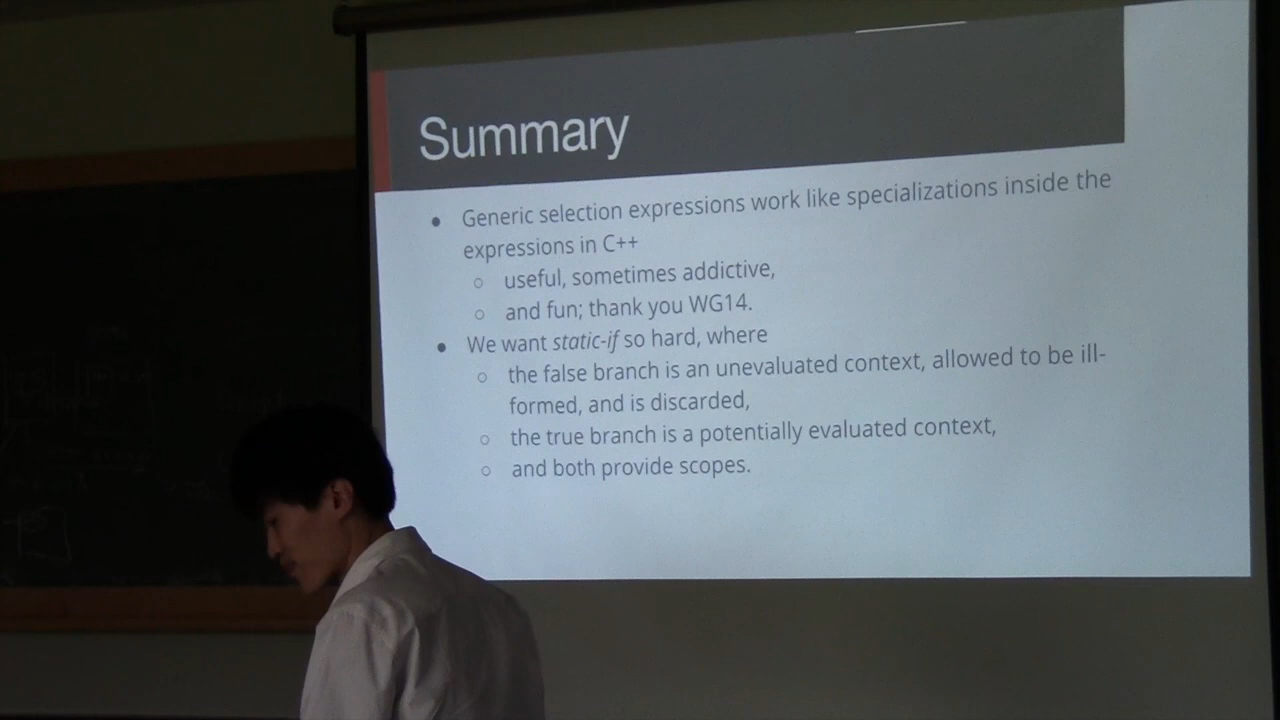 Summary
● Generic selection expressions work like specializations inside the
expressions in C++
○ useful, sometimes addictive,
○ and fun; thank you WG14.
● We want static-if so hard, where
○ the false branch is an unevaluated context, allowed to be ill-
formed, and is discarded,
○ the true branch is a potentially evaluated context,
○ and both provide scopes.